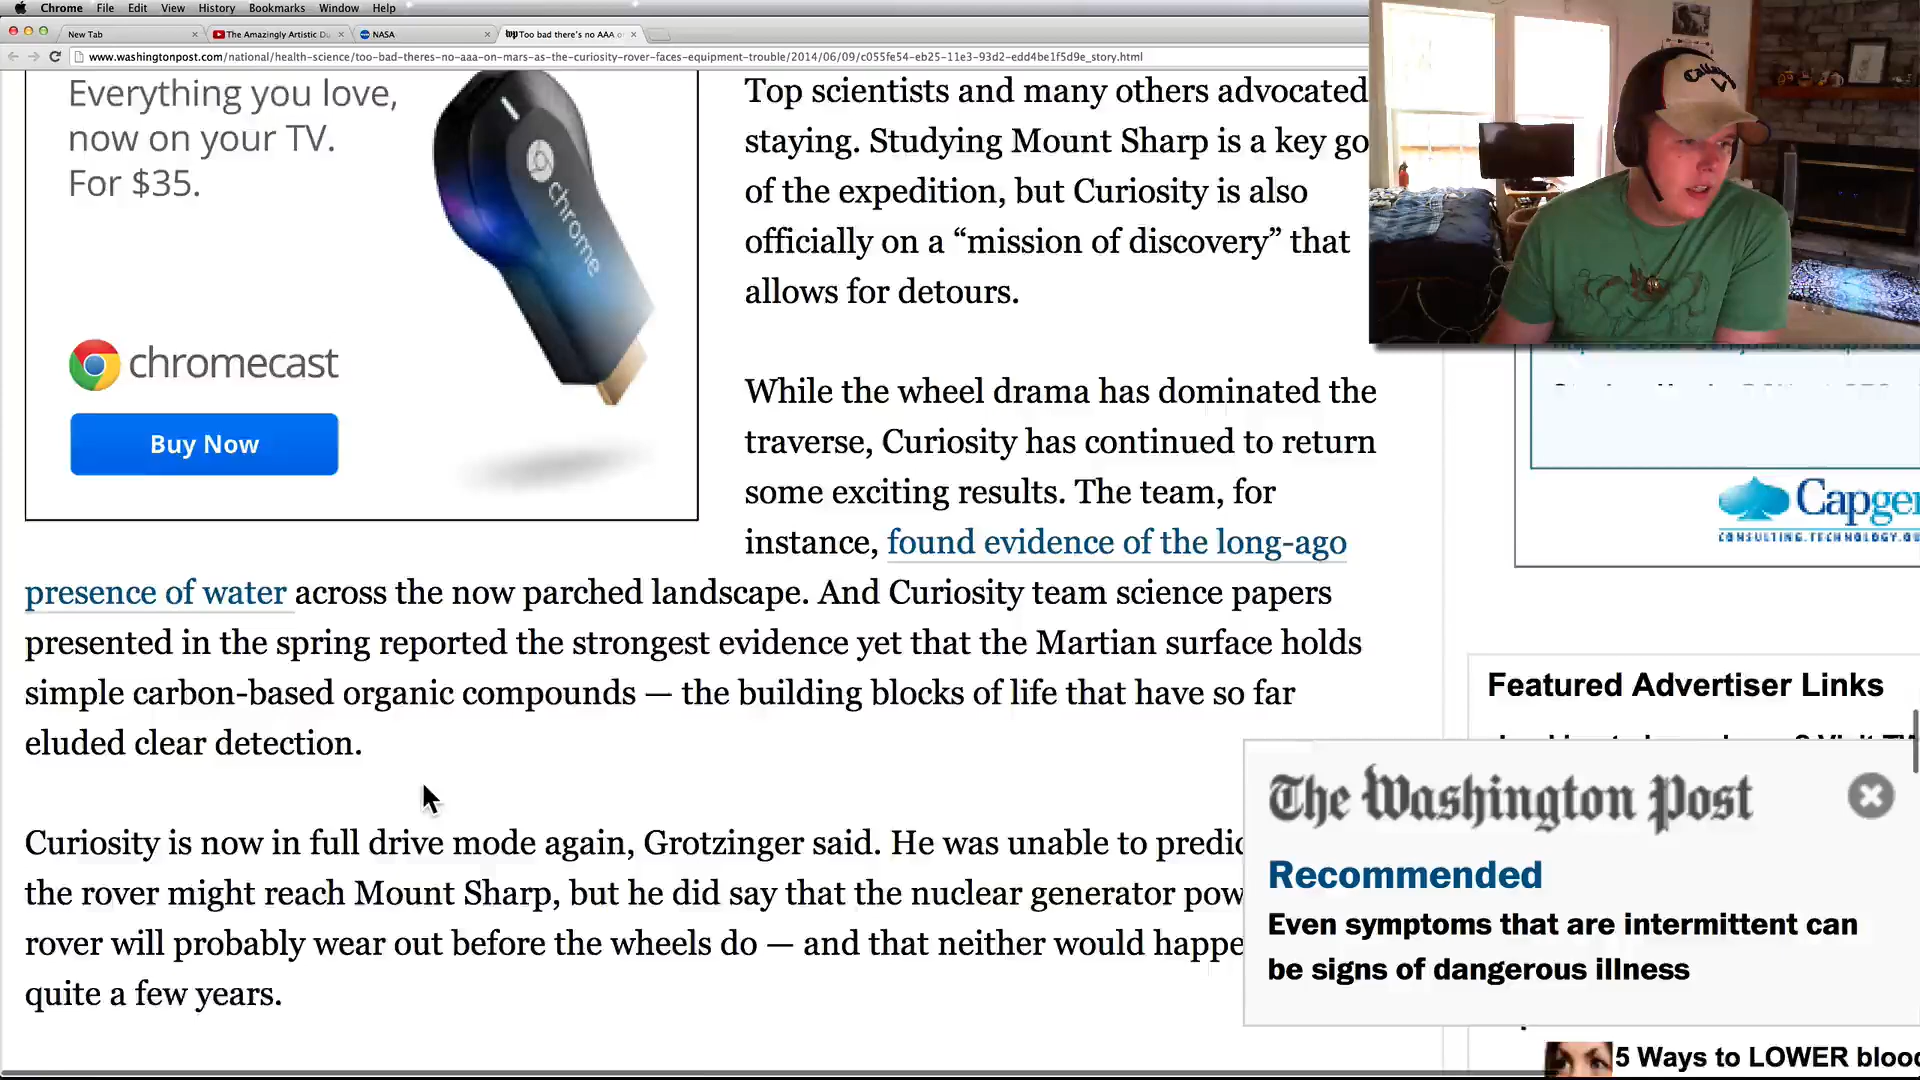 Chrome File Edit View History Bookmarks Window Help
New Tab
The Amazingly Artistic Du
NASA
Too bad there's no AAA o
www.washingtonpost.com/national/health-science/too-bad-theres-no-aaa-on-mars-as-the-curiosity-rover-faces-equipment-trouble/2014/06/09/c055fe54-eb25-11e3-93d2-edd4be1f5d9e_story.html
Everything you love,
now on your TV.
For $35.
chrome
chromecast
Buy Now
Top scientists and many others advocated
staying. Studying Mount Sharp is a key go
of the expedition, but Curiosity is also
officially on a “mission of discovery” that
allows for detours.
While the wheel drama has dominated the
traverse, Curiosity has continued to return
some exciting results. The team, for
instance, found evidence of the long-ago
presence of water across the now parched landscape. And Curiosity team science papers
presented in the spring reported the strongest evidence yet that the Martian surface holds
simple carbon-based organic compounds — the building blocks of life that have so far
eluded clear detection.
Curiosity is now in full drive mode again, Grotzinger said. He was unable to predic
the rover might reach Mount Sharp, but he did say that the nuclear generator pow
rover will probably wear out before the wheels do — and that neither would happe
quite a few years.
Callaway
Capge
CONSULTING.TECHNOLOGY.OU
Featured Advertiser Links
The Washington Post
Recommended
Even symptoms that are intermittent can
be signs of dangerous illness
5 Ways to LOWER bloo